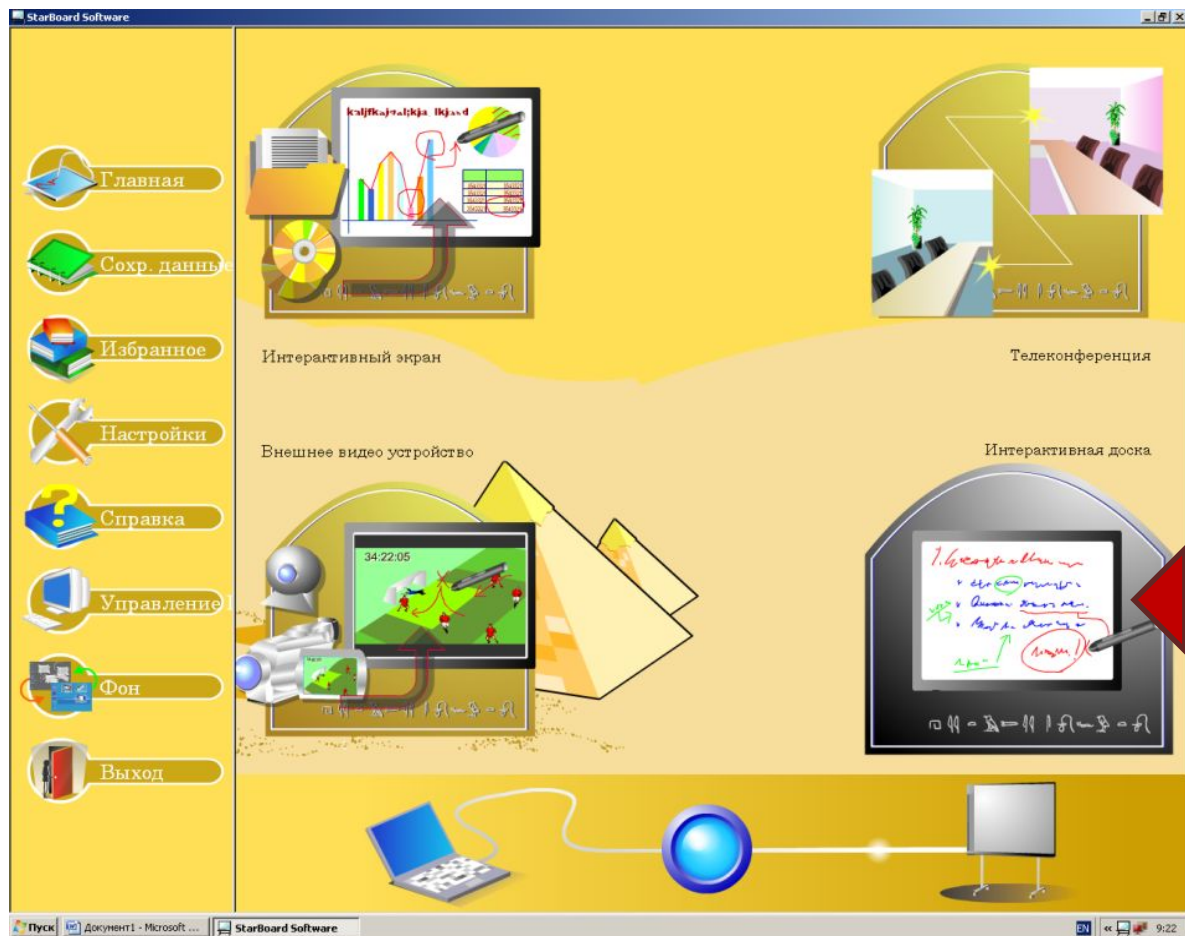 StarBoard Software
Главная
Сохр. данные
Избранное
Настройки
Справка
Управление
Фон
Выход
Интерактивный экран
Телеконференция
Внешнее видео устройство
Интерактивная доска
34:22:05
Пуск
Документ1 - Microsoft ...
StarBoard Software
EN
«
9:22